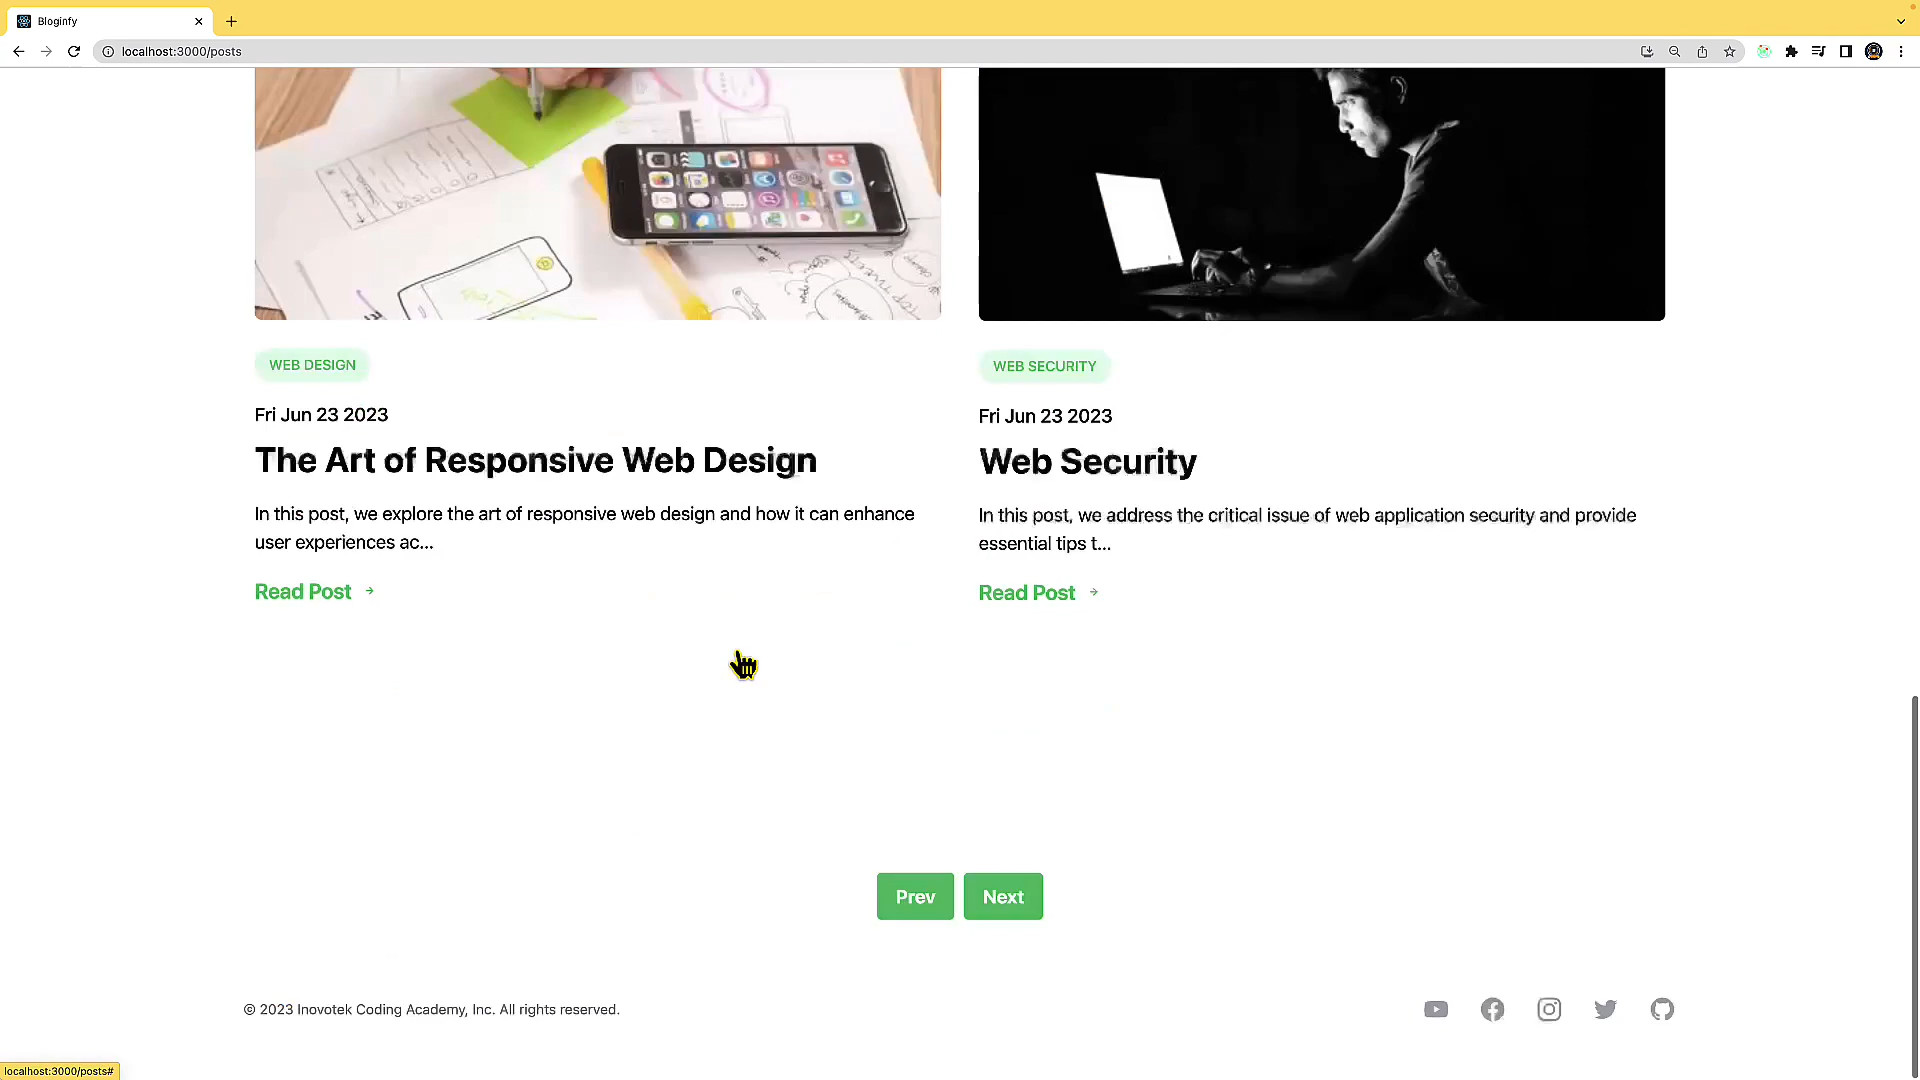 Bloginfy
localhost:3000/posts
WEB DESIGN
Fri Jun 23 2023
The Art of Responsive Web Design
In this post, we explore the art of responsive web design and how it can enhance
user experiences ac...
Read Post
WEB SECURITY
Fri Jun 23 2023
Web Security
In this post, we address the critical issue of web application security and provide
essential tips t...
Read Post
Prev
Next
© 2023 Inovotek Coding Academy, Inc. All rights reserved.
localhost:3000/posts#